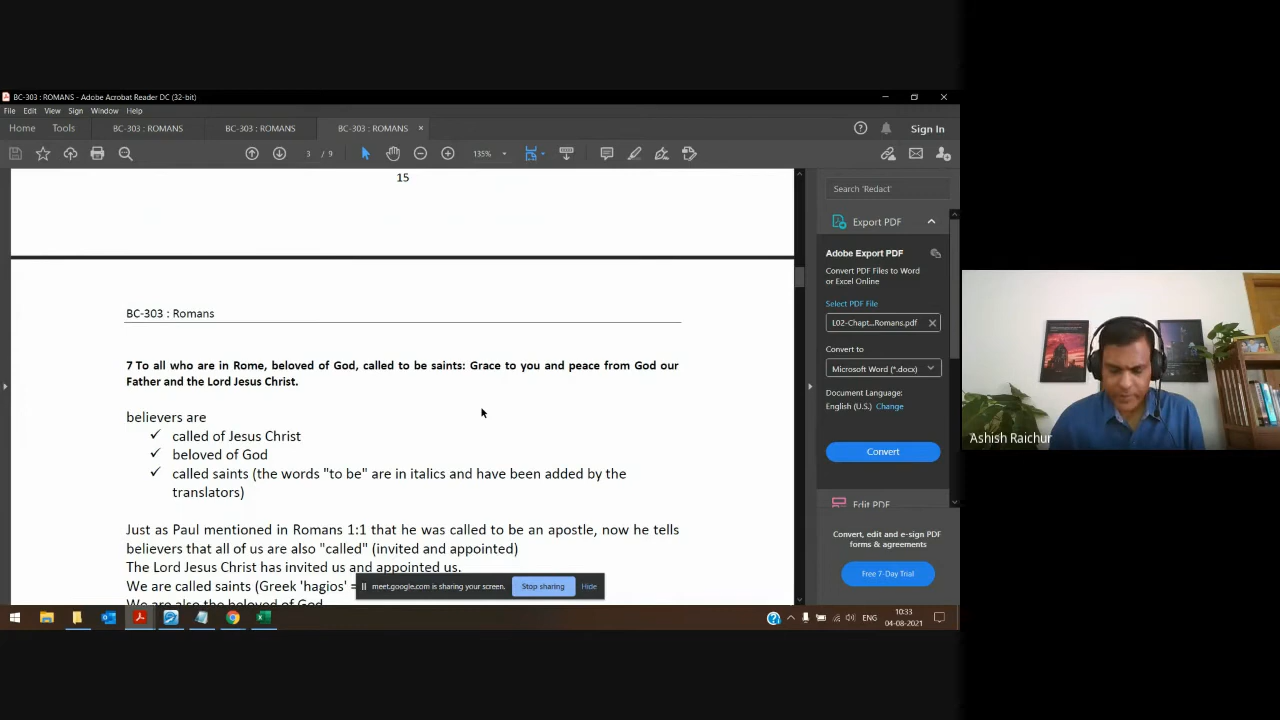 BC-303 : ROMANS - Adobe Acrobat Reader DC (32-bit)
File Edit View Sign Window Help
Home Tools BC-303 : ROMANS BC-303 : ROMANS BC-303 : ROMANS × Sign In
3 / 9 135%
15
BC-303 : Romans
7 To all who are in Rome, beloved of God, called to be saints: Grace to you and peace from God our
Father and the Lord Jesus Christ.
believers are
✓ called of Jesus Christ
✓ beloved of God
✓ called saints (the words "to be" are in italics and have been added by the
translators)
Just as Paul mentioned in Romans 1:1 that he was called to be an apostle, now he tells
believers that all of us are also "called" (invited and appointed)
The Lord Jesus Christ has invited us and appointed us.
We are called saints (Greek 'hagios' =
We are also the beloved of God
meet.google.com is sharing your screen. Stop sharing Hide
Search 'Redact'
Export PDF
Adobe Export PDF
Convert PDF Files to Word
or Excel Online
Select PDF File
L02-Chapt...Romans.pdf
Convert to
Microsoft Word (*.docx)
Document Language:
English (U.S.) Change
Convert
Edit PDF
Convert, edit and e-sign PDF
forms & agreements
Free 7-Day Trial
ENG
10:33
04-08-2021
Ashish Raichur